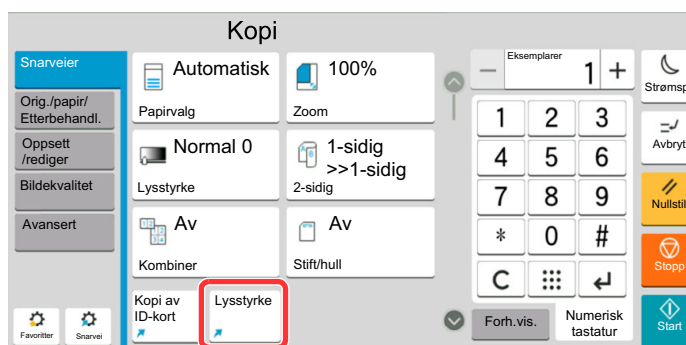 Kopi
Snarveier
Orig./papir/
Etterbehandl.
Oppsett
/rediger
Bildekvalitet
Avansert
Favoritter
Snarvei
Automatisk
Papirvalg
100%
Zoom
Normal 0
Lysstyrke
1-sidig
>>1-sidig
2-sidig
Av
Kombiner
Av
Stift/hull
Kopi av
ID-kort
Lysstyrke
Eksemplarer
− 1 +
1 2 3
4 5 6
7 8 9
* 0 #
C
Forh.vis.
Numerisk
tastatur
Strømsp
Avbryt
Nullstil
Stopp
Start